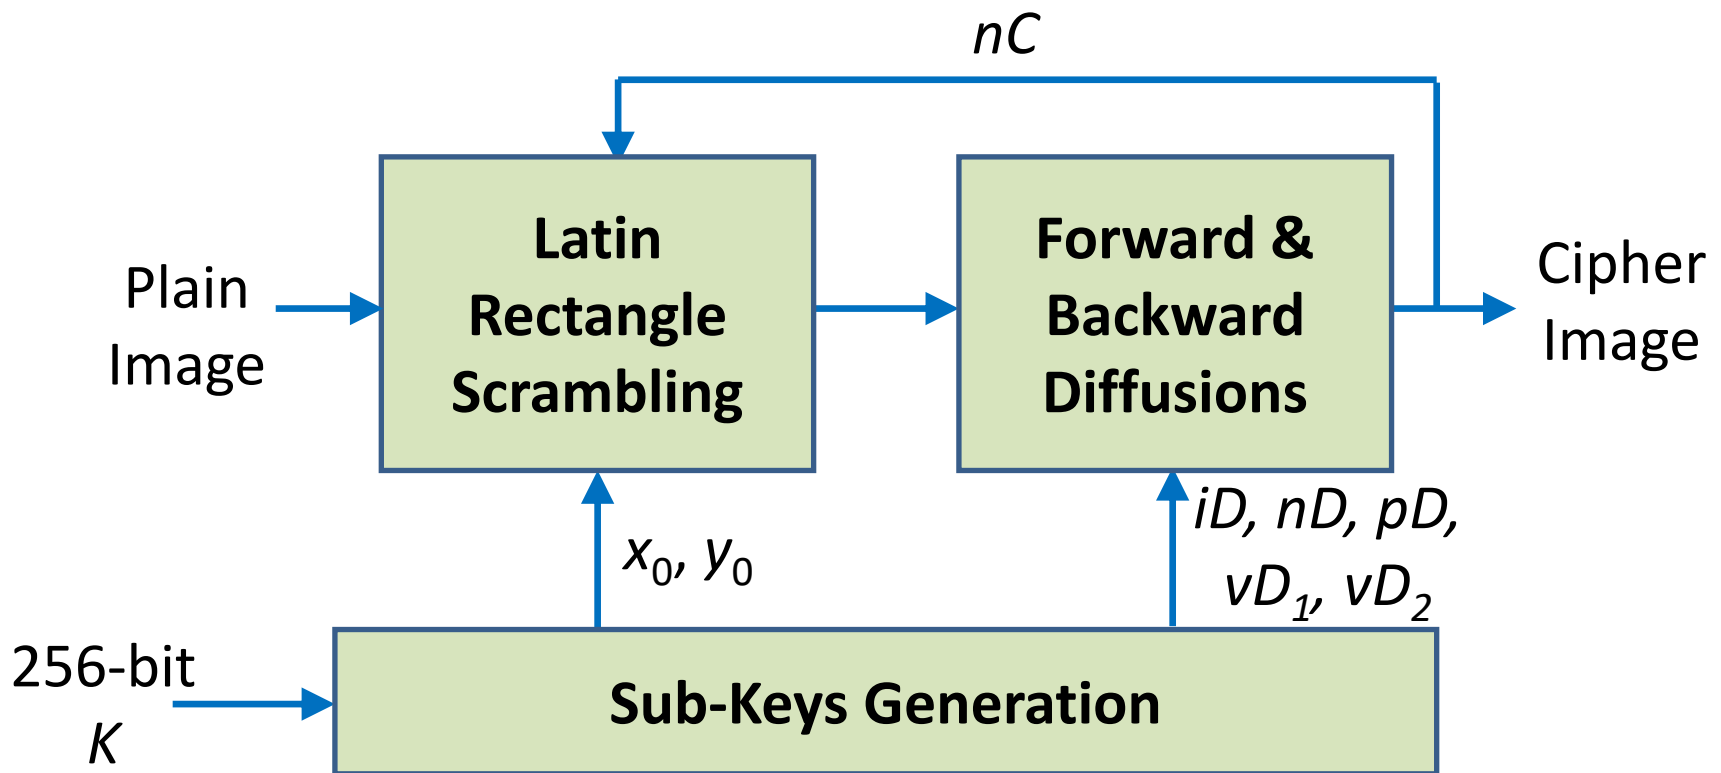 nC
Plain
Image
Latin
Rectangle
Scrambling
Forward &
Backward
Diffusions
Cipher
Image
x₀, y₀
iD, nD, pD,
vD₁, vD₂
256-bit
K
Sub-Keys Generation